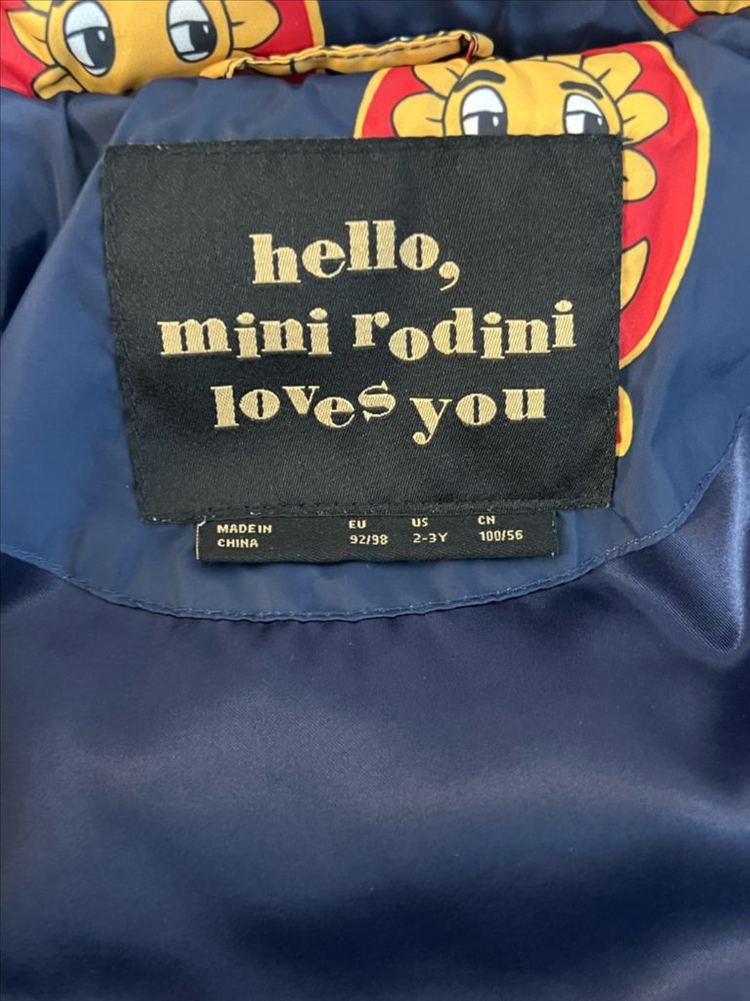 hello,
mini rodini
loves you
MADE IN CHINA
EU 92/98
US 2-3Y
CN 100/56